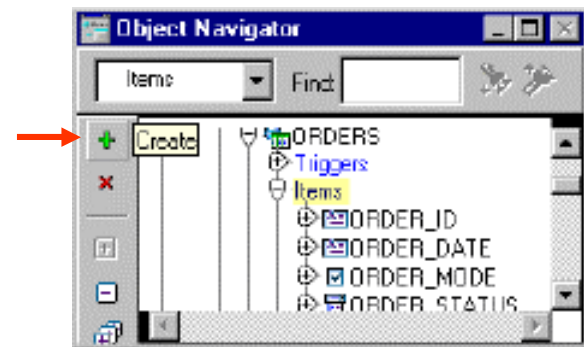 Object Navigator
Items Find:
Create ORDERS
Triggers
Items
ORDER_ID
ORDER_DATE
ORDER_MODE
ORDER_STATUS